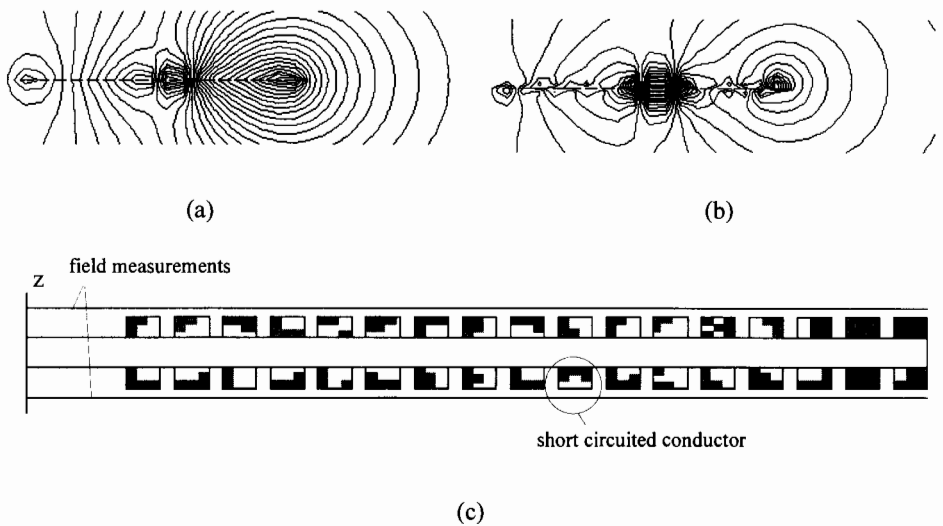 (a)
(b)
field measurements
z
short circuited conductor
(c)